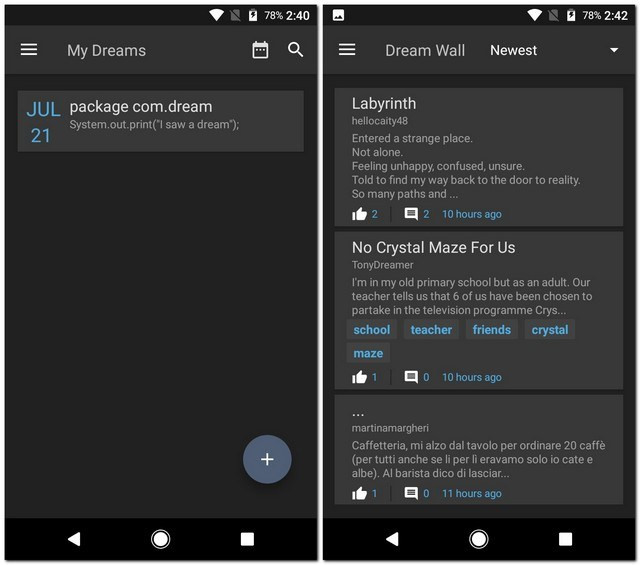 78% 2:40
My Dreams
JUL
21
package com.dream
System.out.print("I saw a dream");
78% 2:42
Dream Wall
Newest
Labyrinth
hellocaity48
Entered a strange place.
Not alone.
Feeling unhappy, confused, unsure.
Told to find my way back to the door to reality.
So many paths and ...
2 2 10 hours ago
No Crystal Maze For Us
TonyDreamer
I'm in my old primary school but as an adult. Our
teacher tells us that 6 of us have been chosen to
partake in the television programme Crys...
school teacher friends crystal
maze
1 0 10 hours ago
...
martinamargheri
Caffetteria, mi alzo dal tavolo per ordinare 20 caffè
(per tutti anche se li per lì eravamo solo io cate e
albe). Al barista dico di lasciar...
1 0 11 hours ago